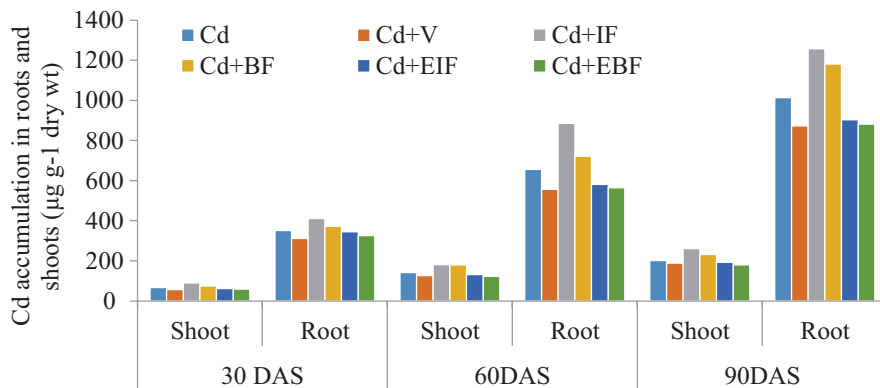 Cd accumulation in roots and
shoots (µg g-1 dry wt)
1400
1200
1000
800
600
400
200
0
Cd Cd+V Cd+IF
Cd+BF Cd+EIF Cd+EBF
Shoot Root Shoot Root Shoot Root
30 DAS 60DAS 90DAS